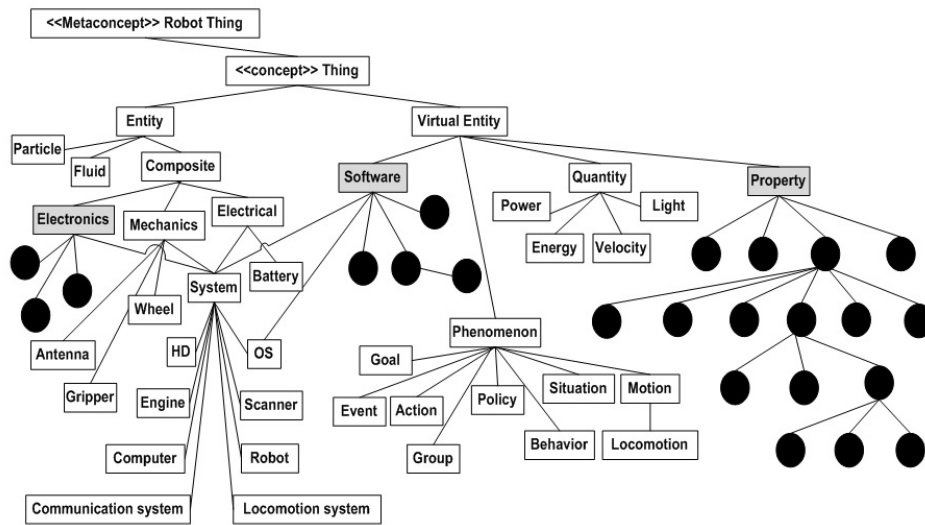 <<Metaconcept>> Robot Thing
<<concept>> Thing
Entity
Virtual Entity
Particle
Fluid
Composite
Software
Quantity
Property
Electronics
Mechanics
Electrical
Power
Light
Energy
Velocity
System
Battery
Wheel
Antenna
Gripper
HD
OS
Engine
Scanner
Computer
Robot
Communication system
Locomotion system
Phenomenon
Goal
Event
Action
Policy
Situation
Motion
Group
Behavior
Locomotion